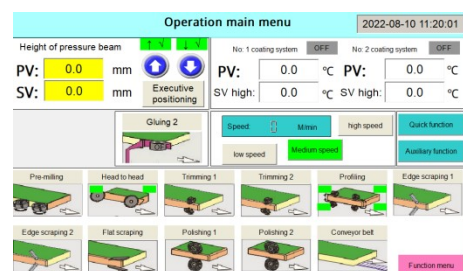 Operation main menu
2022-08-10 11:20:01
Height of pressure beam
↑ √ ↓ √
No: 1 coating system OFF No: 2 coating system OFF
PV: 0.0 mm
PV: 0.0 °C PV: 0.0 °C
SV: 0.0 mm
Executive positioning
SV high: 0.0 °C SV high: 0.0 °C
Gluing 2
Speed: M/min
high speed
Quick function
low speed
Medium speed
Auxiliary function
Pre-milling Head to head Trimming 1 Trimming 2 Profiling Edge scraping 1
Edge scraping 2 Flat scraping Polishing 1 Polishing 2 Conveyor belt
Function menu